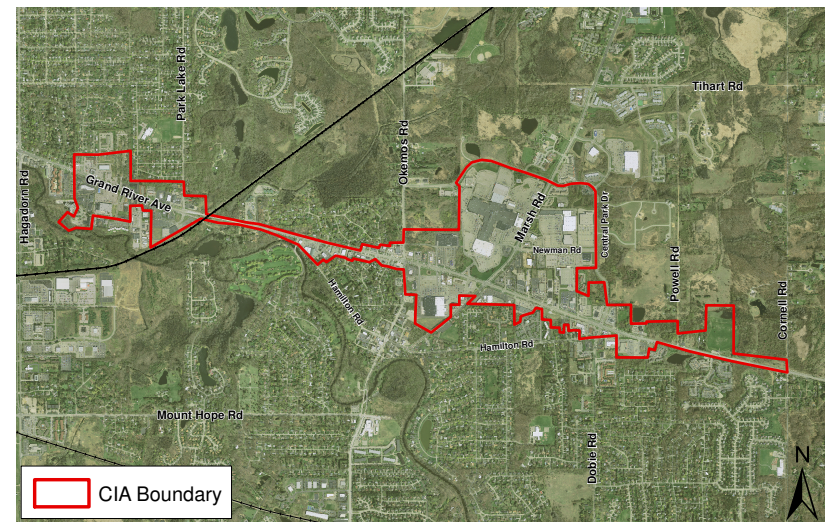 Park Lake Rd
Tihart Rd
Okemos Rd
Grand River Ave
Hagadorn Rd
Marsh Rd
Central Park Dr
Newman Rd
Powell Rd
Cornell Rd
Hamilton Rd
Hamilton Rd
Mount Hope Rd
Dobie Rd
N
CIA Boundary